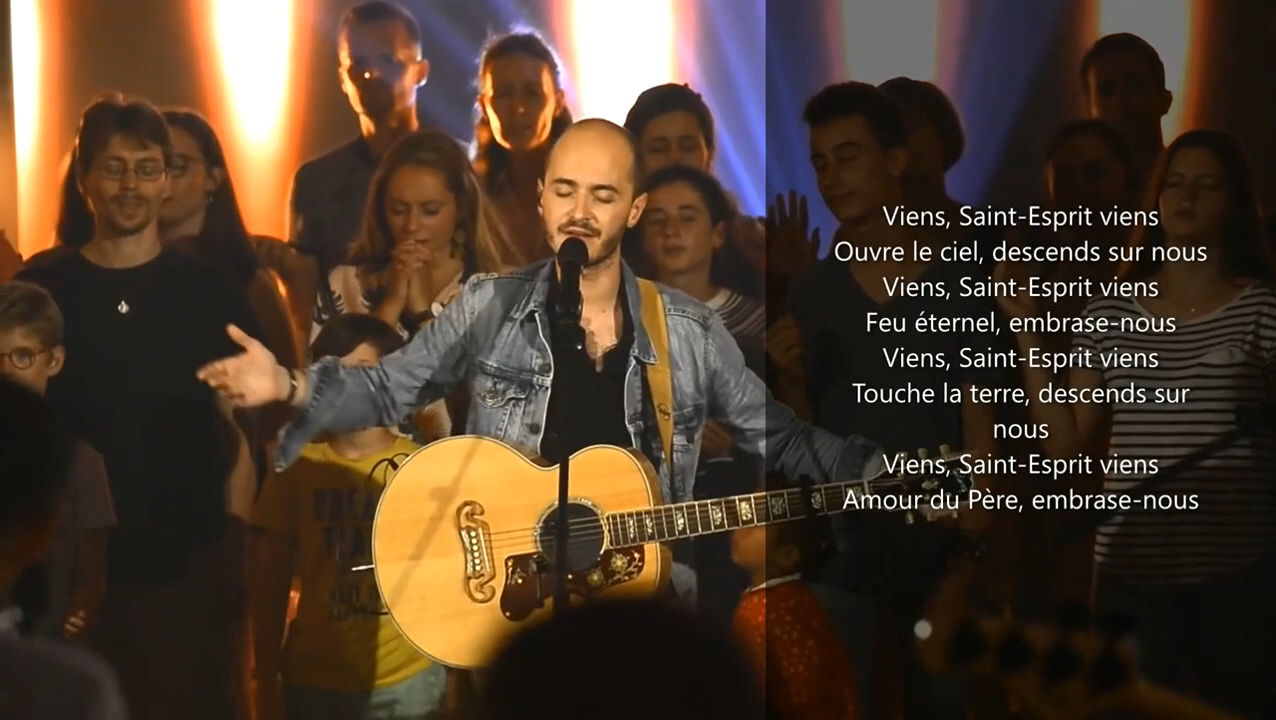 Viens, Saint-Esprit viens
Ouvre le ciel, descends sur nous
Viens, Saint-Esprit viens
Feu éternel, embrase-nous
Viens, Saint-Esprit viens
Touche la terre, descends sur
nous
Viens, Saint-Esprit viens
Amour du Père, embrase-nous